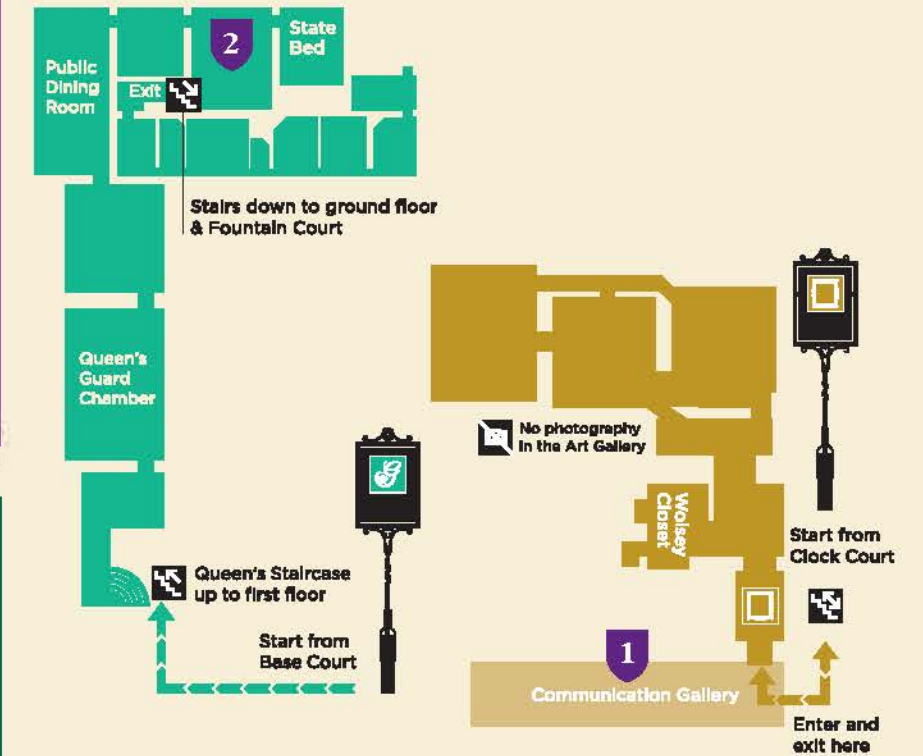 2
State
Bed
Public
Dining
Room
Exit
Stairs down to ground floor
& Fountain Court
Queen's
Guard
Chamber
No photography
in the Art Gallery
Wolsey
Closet
Start from
Clock Court
Queen's Staircase
up to first floor
Start from
Base Court
1
Communication Gallery
Enter and
exit here